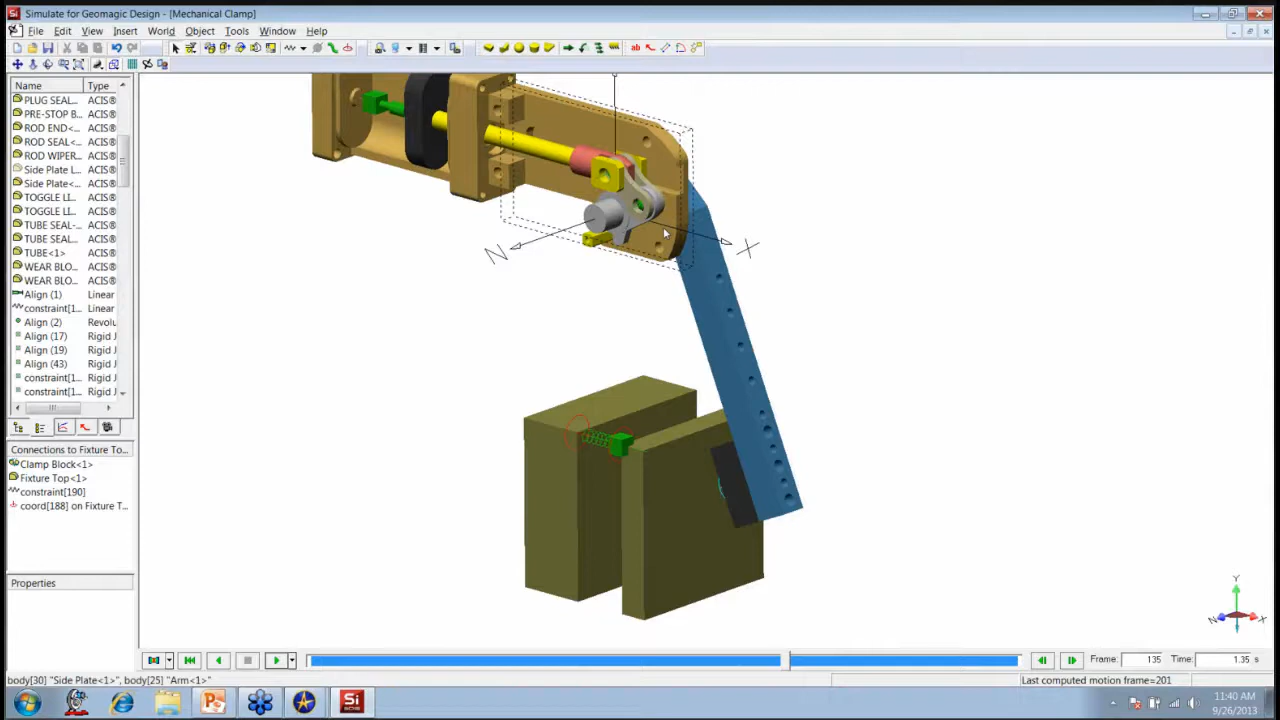 Simulate for Geomagic Design - [Mechanical Clamp]
File Edit View Insert World Object Tools Window Help
Name Type
PLUG SEAL... ACIS®
PRE-STOP B... ACIS®
ROD END<... ACIS®
ROD SEAL<... ACIS®
ROD WIPER... ACIS®
Side Plate L... ACIS®
Side Plate<... ACIS®
TOGGLE LI... ACIS®
TOGGLE LI... ACIS®
TUBE SEAL-... ACIS®
TUBE SEAL... ACIS®
TUBE<1> ACIS®
WEAR BLO... ACIS®
WEAR BLO... ACIS®
Align (1) Linear
constraint[1... Linear
Align (2) Revolu
Align (17) Rigid J
Align (19) Rigid J
Align (43) Rigid J
constraint[1... Rigid J
constraint[1... Rigid J
Connections to Fixture To...
Clamp Block<1>
Fixture Top<1>
constraint[190]
coord[188] on Fixture T...
Properties
Z X
Y
Z X
Frame: 135 Time: 1.35 s
body[30] "Side Plate<1>", body[25] "Arm<1>"
Last computed motion frame=201
11:40 AM
9/26/2013